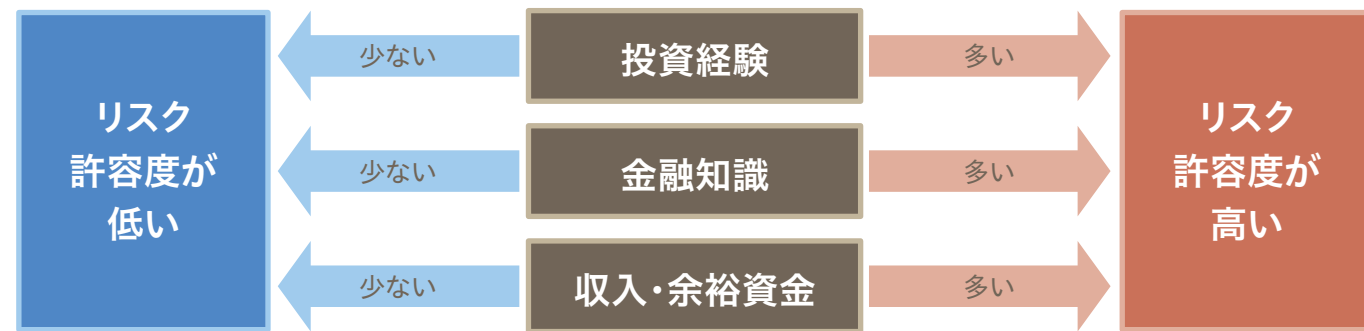 リスク
許容度が
低い
少ない
投資経験
多い
少ない
金融知識
多い
少ない
収入・余裕資金
多い
リスク
許容度が
高い